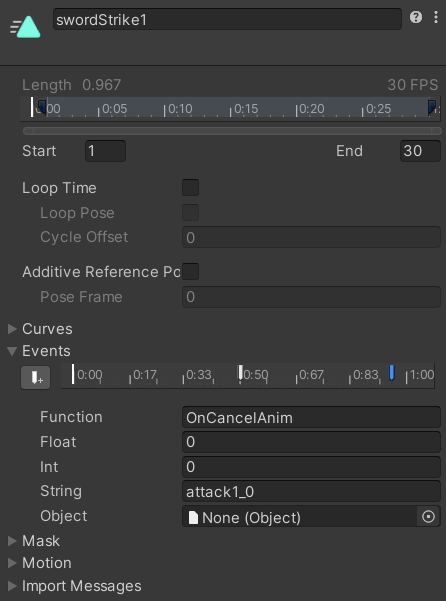 swordStrike1
Length 0.967 30 FPS
0:00 0:05 0:10 0:15 0:20 0:25
Start 1 End 30
Loop Time
Loop Pose
Cycle Offset 0
Additive Reference Po
Pose Frame 0
Curves
Events
0:00 0:17 0:33 0:50 0:67 0:83 1:00
Function OnCancelAnim
Float 0
Int 0
String attack1_0
Object None (Object)
Mask
Motion
Import Messages